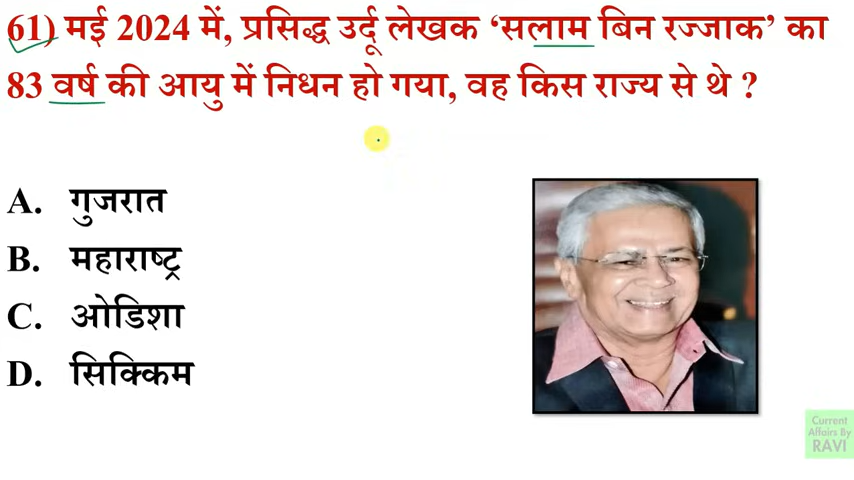 61) मई 2024 में, प्रसिद्ध उर्दू लेखक ‘सलाम बिन रज्जाक’ का
83 वर्ष की आयु में निधन हो गया, वह किस राज्य से थे ?
A. गुजरात
B. महाराष्ट्र
C. ओडिशा
D. सिक्किम
Current
Affairs By
RAVI